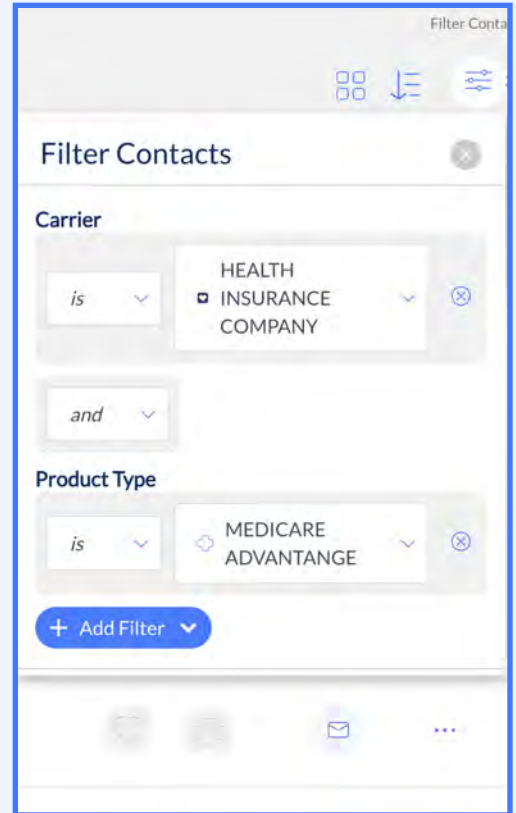 Filter Conta
Filter Contacts
Carrier
is
HEALTH
INSURANCE
COMPANY
and
Product Type
is
MEDICARE
ADVANTANGE
+ Add Filter